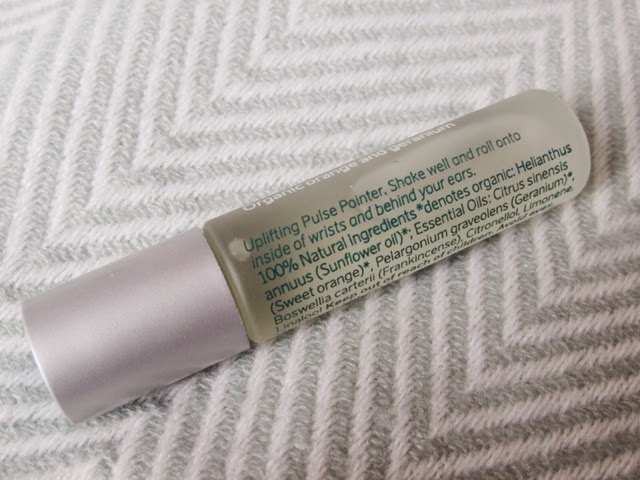 Organic orange and geranium
Uplifting Pulse Pointer. Shake well and roll onto
inside of wrists and behind your ears.
100% Natural Ingredients *denotes organic: Helianthus
annuus (Sunflower oil)*. Essential Oils: Citrus sinensis
(Sweet orange)*, Pelargonium graveolens (Geranium)*,
Boswellia carterii (Frankincense), Citronellol, Limonene,
Linalool Keep out of reach of children. Avoid